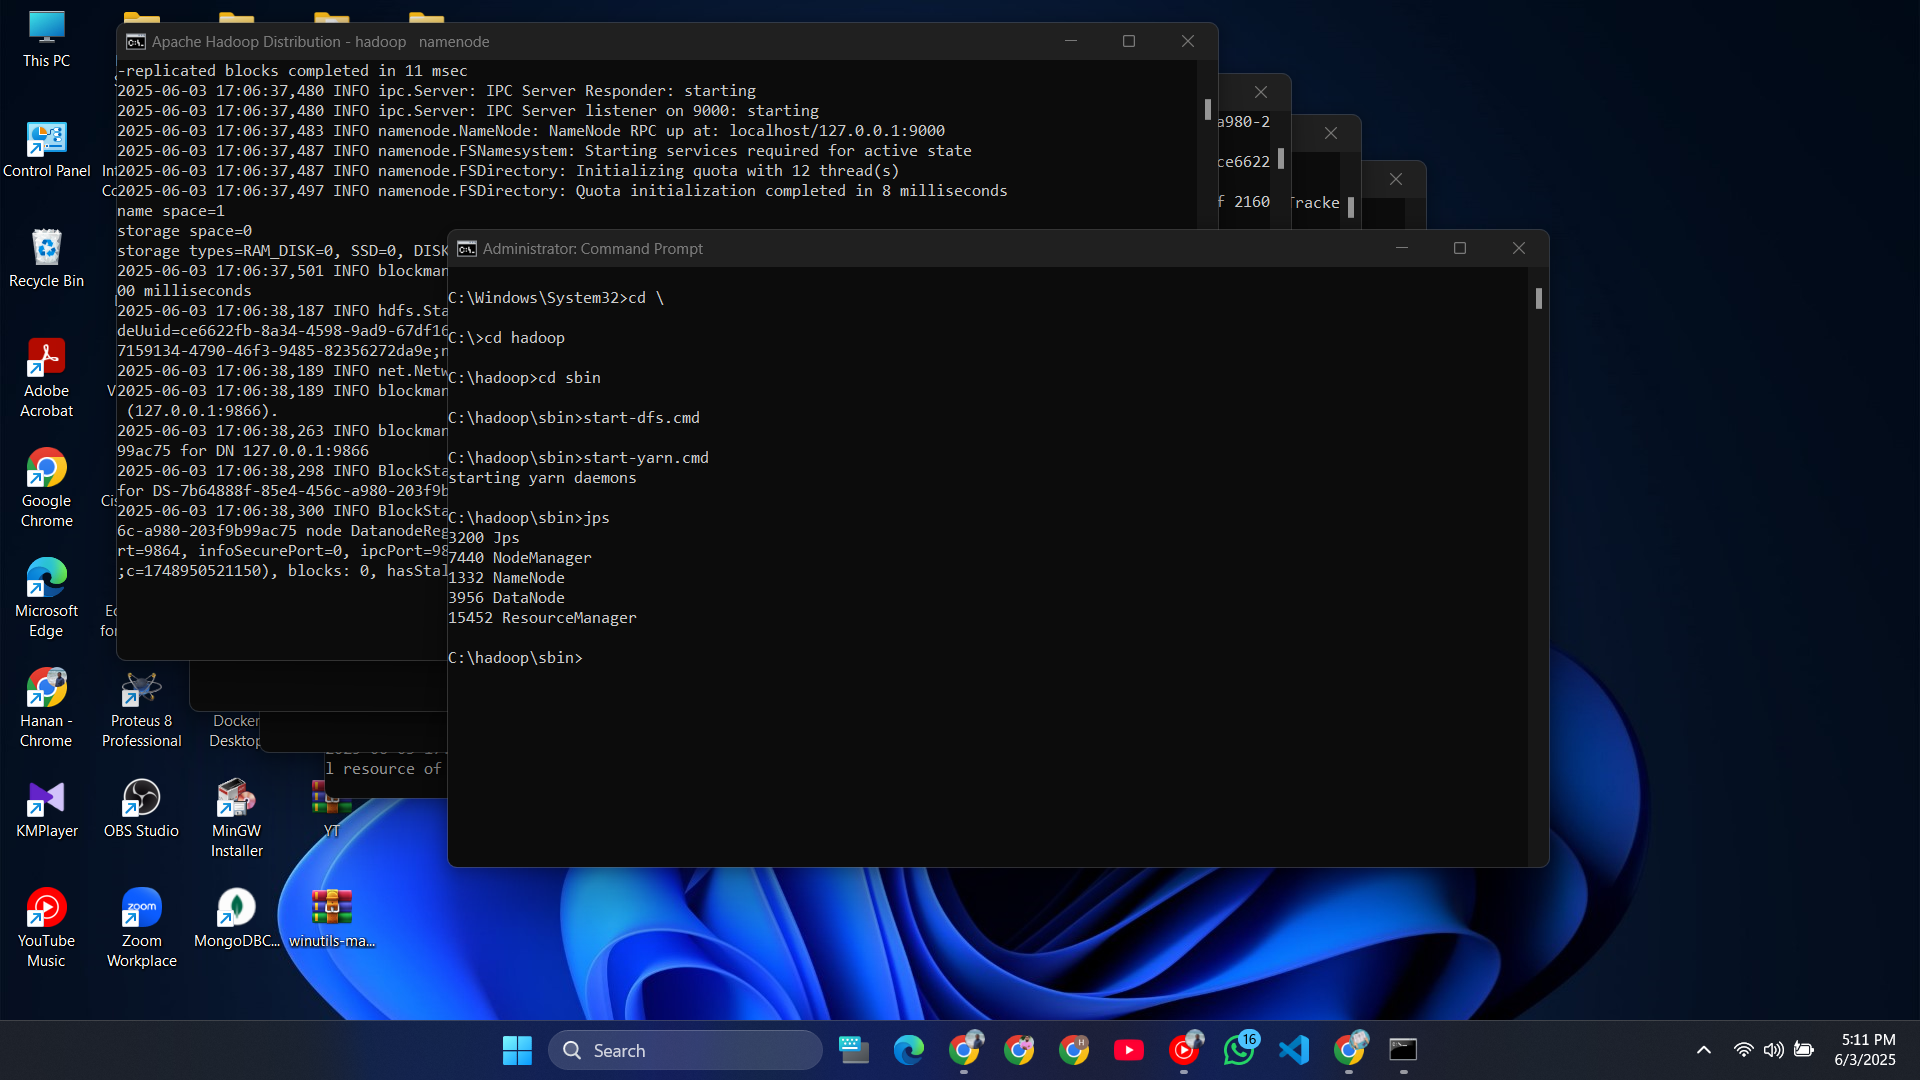 This PC
Control Panel
Recycle Bin
Adobe
Acrobat
Google
Chrome
Microsoft
Edge
Hanan -
Chrome
KMPlayer
YouTube
Music
Proteus 8
Professional
OBS Studio
Zoom
Workplace
Docker
Desktop
MinGW
Installer
MongoDBC...
YT
winutils-ma...
Apache Hadoop Distribution - hadoop   namenode
-replicated blocks completed in 11 msec
2025-06-03 17:06:37,480 INFO ipc.Server: IPC Server Responder: starting
2025-06-03 17:06:37,480 INFO ipc.Server: IPC Server listener on 9000: starting
2025-06-03 17:06:37,483 INFO namenode.NameNode: NameNode RPC up at: localhost/127.0.0.1:9000
2025-06-03 17:06:37,487 INFO namenode.FSNamesystem: Starting services required for active state
2025-06-03 17:06:37,487 INFO namenode.FSDirectory: Initializing quota with 12 thread(s)
2025-06-03 17:06:37,497 INFO namenode.FSDirectory: Quota initialization completed in 8 milliseconds
name space=1
storage space=0
storage types=RAM_DISK=0, SSD=0, DISK
2025-06-03 17:06:37,501 INFO blockman
00 milliseconds
2025-06-03 17:06:38,187 INFO hdfs.Sta
deUuid=ce6622fb-8a34-4598-9ad9-67df16
7159134-4790-46f3-9485-82356272da9e;n
2025-06-03 17:06:38,189 INFO net.Netw
2025-06-03 17:06:38,189 INFO blockman
(127.0.0.1:9866).
2025-06-03 17:06:38,263 INFO blockman
99ac75 for DN 127.0.0.1:9866
2025-06-03 17:06:38,298 INFO BlockSta
for DS-7b64888f-85e4-456c-a980-203f9b
2025-06-03 17:06:38,300 INFO BlockSta
6c-a980-203f9b99ac75 node DatanodeReg
rt=9864, infoSecurePort=0, ipcPort=98
;c=1748950521150), blocks: 0, hasStal
a980-2
ce6622
f 2160
Tracke
l resource of
Administrator: Command Prompt
C:\Windows\System32>cd \
C:\>cd hadoop
C:\hadoop>cd sbin
C:\hadoop\sbin>start-dfs.cmd
C:\hadoop\sbin>start-yarn.cmd
starting yarn daemons
C:\hadoop\sbin>jps
3200 Jps
7440 NodeManager
1332 NameNode
3956 DataNode
15452 ResourceManager
C:\hadoop\sbin>
Search
16
5:11 PM
6/3/2025